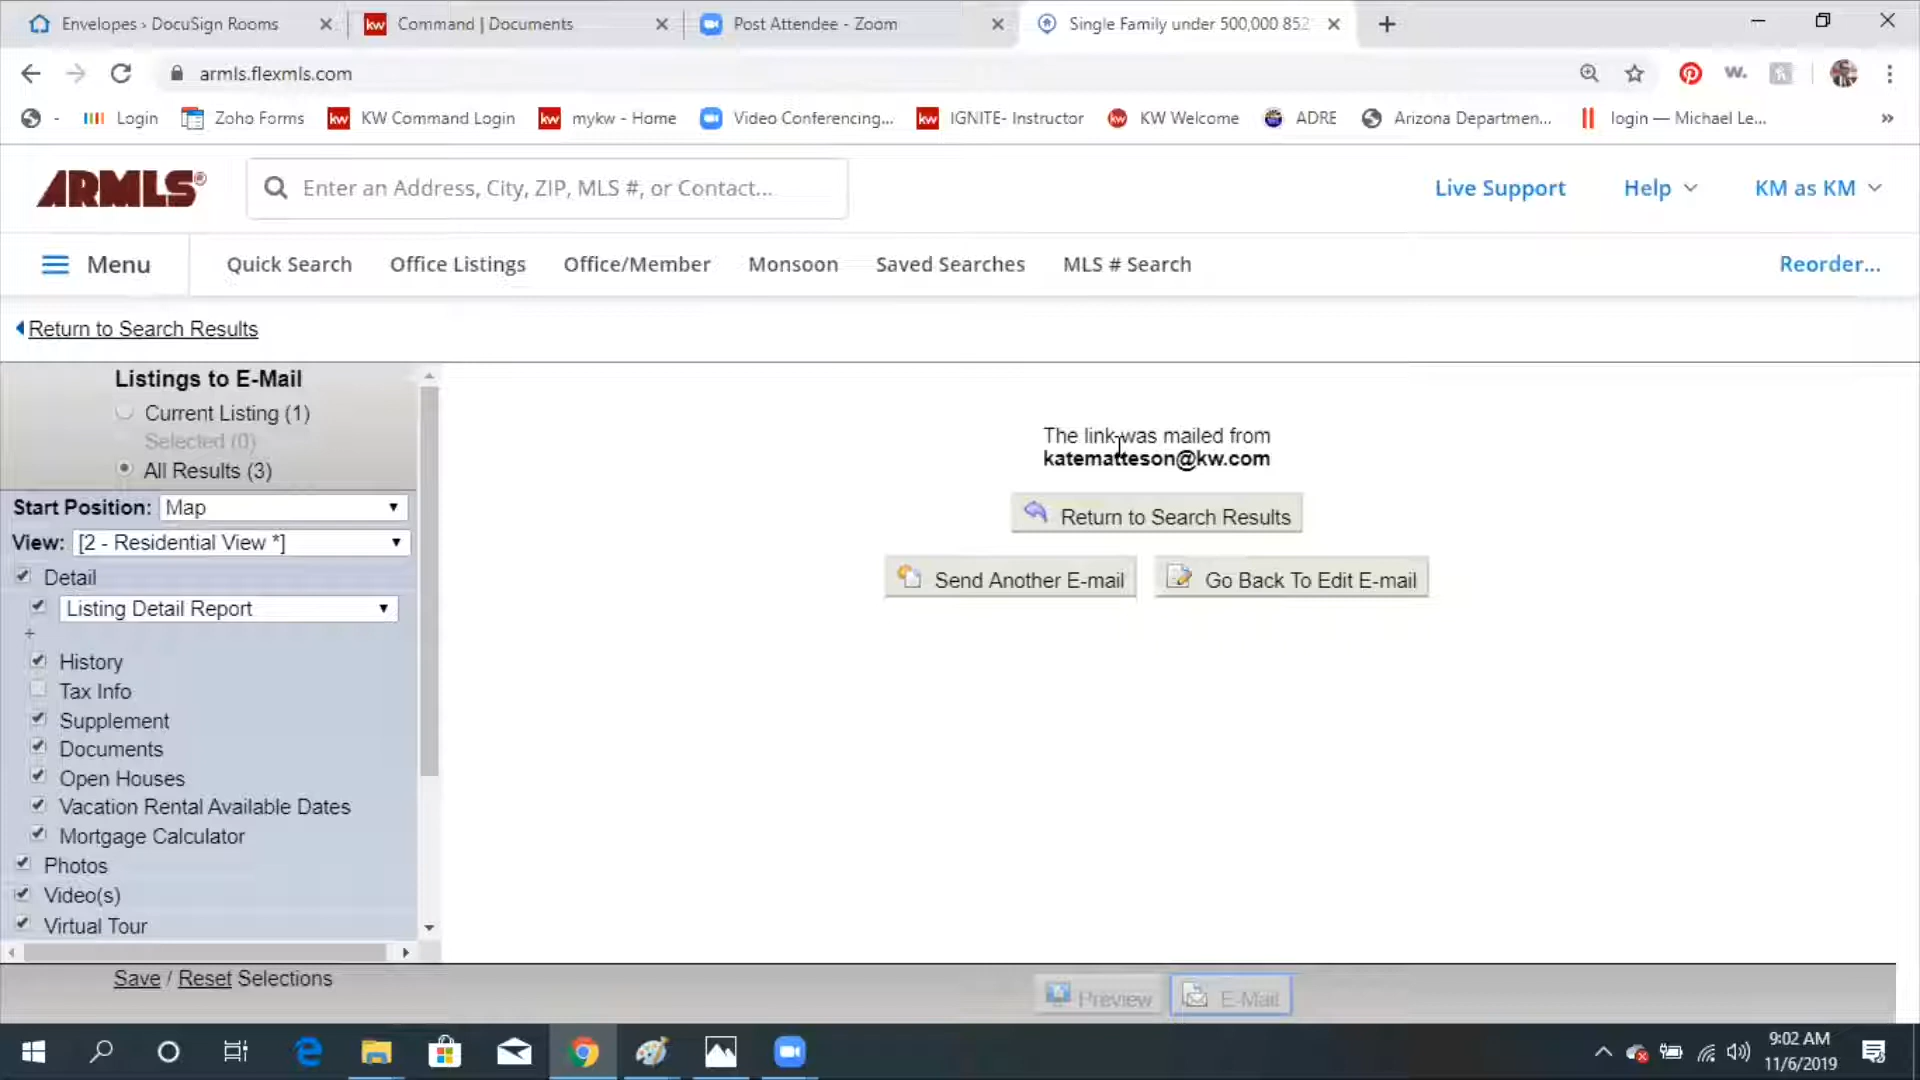 Envelopes › DocuSign Rooms
Command | Documents
Post Attendee - Zoom
Single Family under 500,000 852
armls.flexmls.com
w.
-
Login
Zoho Forms
kw KW Command Login
kw mykw - Home
Video Conferencing...
kw IGNITE- Instructor
kw KW Welcome
ADRE
Arizona Departmen...
login — Michael Le...
»
ARMLS®
Enter an Address, City, ZIP, MLS #, or Contact...
Live Support
Help
KM as KM
Menu
Quick Search
Office Listings
Office/Member
Monsoon
Saved Searches
MLS # Search
Reorder...
Return to Search Results
Listings to E-Mail
Current Listing (1)
Selected (0)
All Results (3)
Start Position: Map
View: [2 - Residential View *]
Detail
Listing Detail Report
+
History
Tax Info
Supplement
Documents
Open Houses
Vacation Rental Available Dates
Mortgage Calculator
Photos
Video(s)
Virtual Tour
Save / Reset Selections
The link was mailed from
katematteson@kw.com
Return to Search Results
Send Another E-mail
Go Back To Edit E-mail
Preview
E-Mail
9:02 AM
11/6/2019